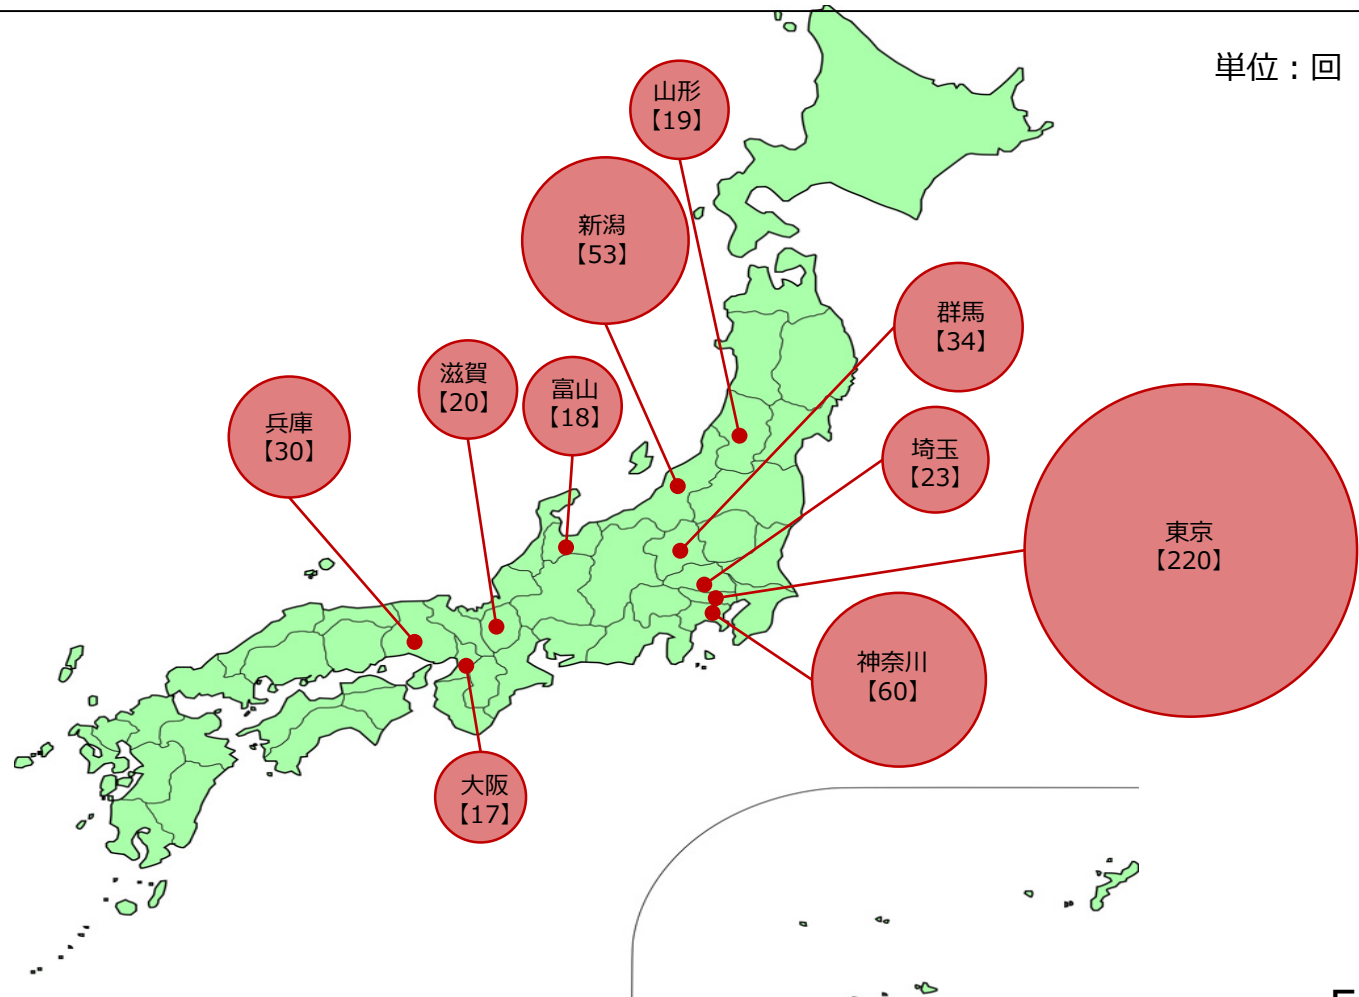 単位：回
山形
【19】
新潟
【53】
群馬
【34】
滋賀
【20】
富山
【18】
兵庫
【30】
埼玉
【23】
東京
【220】
神奈川
【60】
大阪
【17】